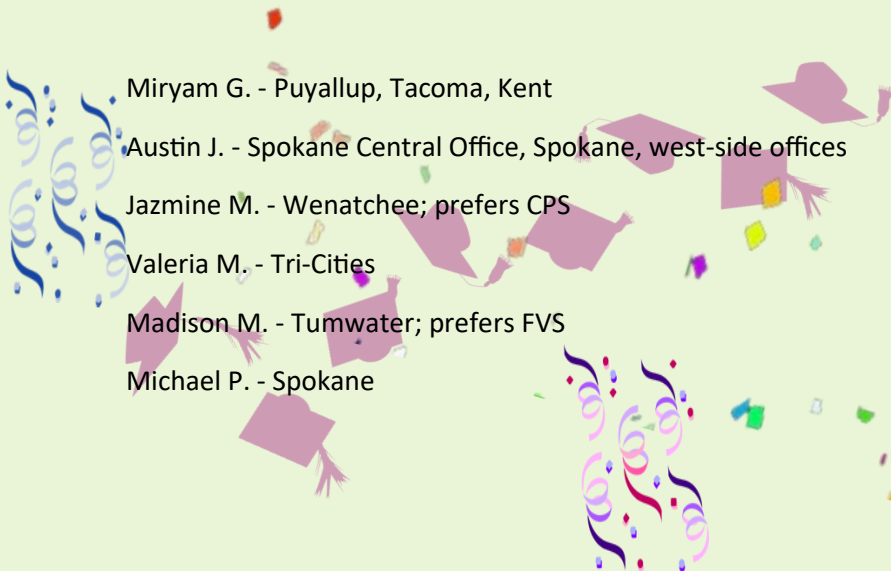 Miryam G. - Puyallup, Tacoma, Kent
Austin J. - Spokane Central Office, Spokane, west-side offices
Jazmine M. - Wenatchee; prefers CPS
Valeria M. - Tri-Cities
Madison M. - Tumwater; prefers FVS
Michael P. - Spokane